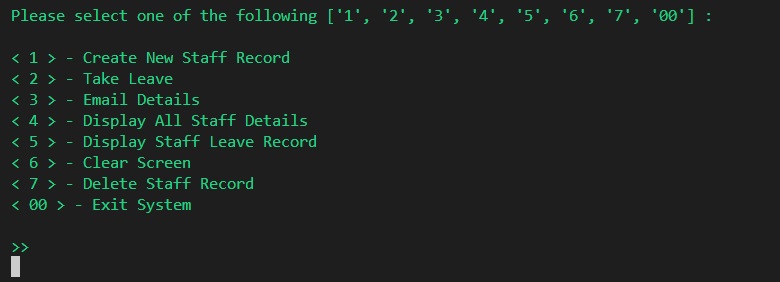 Please select one of the following ['1', '2', '3', '4', '5', '6', '7', '00'] :
< 1 > - Create New Staff Record
< 2 > - Take Leave
< 3 > - Email Details
< 4 > - Display All Staff Details
< 5 > - Display Staff Leave Record
< 6 > - Clear Screen
< 7 > - Delete Staff Record
< 00 > - Exit System
>>